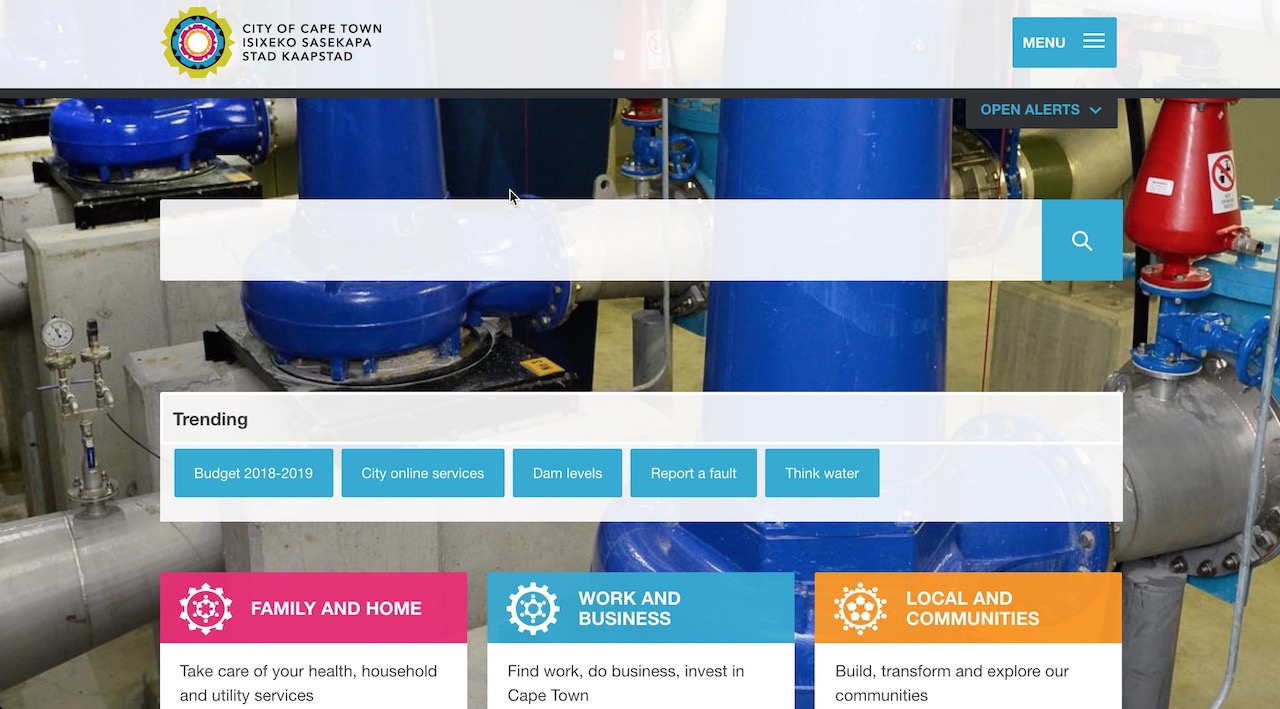 CITY OF CAPE TOWN
ISIXEKO SASEKAPA
STAD KAAPSTAD
MENU
OPEN ALERTS
Trending
Budget 2018-2019
City online services
Dam levels
Report a fault
Think water
FAMILY AND HOME
WORK AND
BUSINESS
LOCAL AND
COMMUNITIES
Take care of your health, household
and utility services
Find work, do business, invest in
Cape Town
Build, transform and explore our
communities